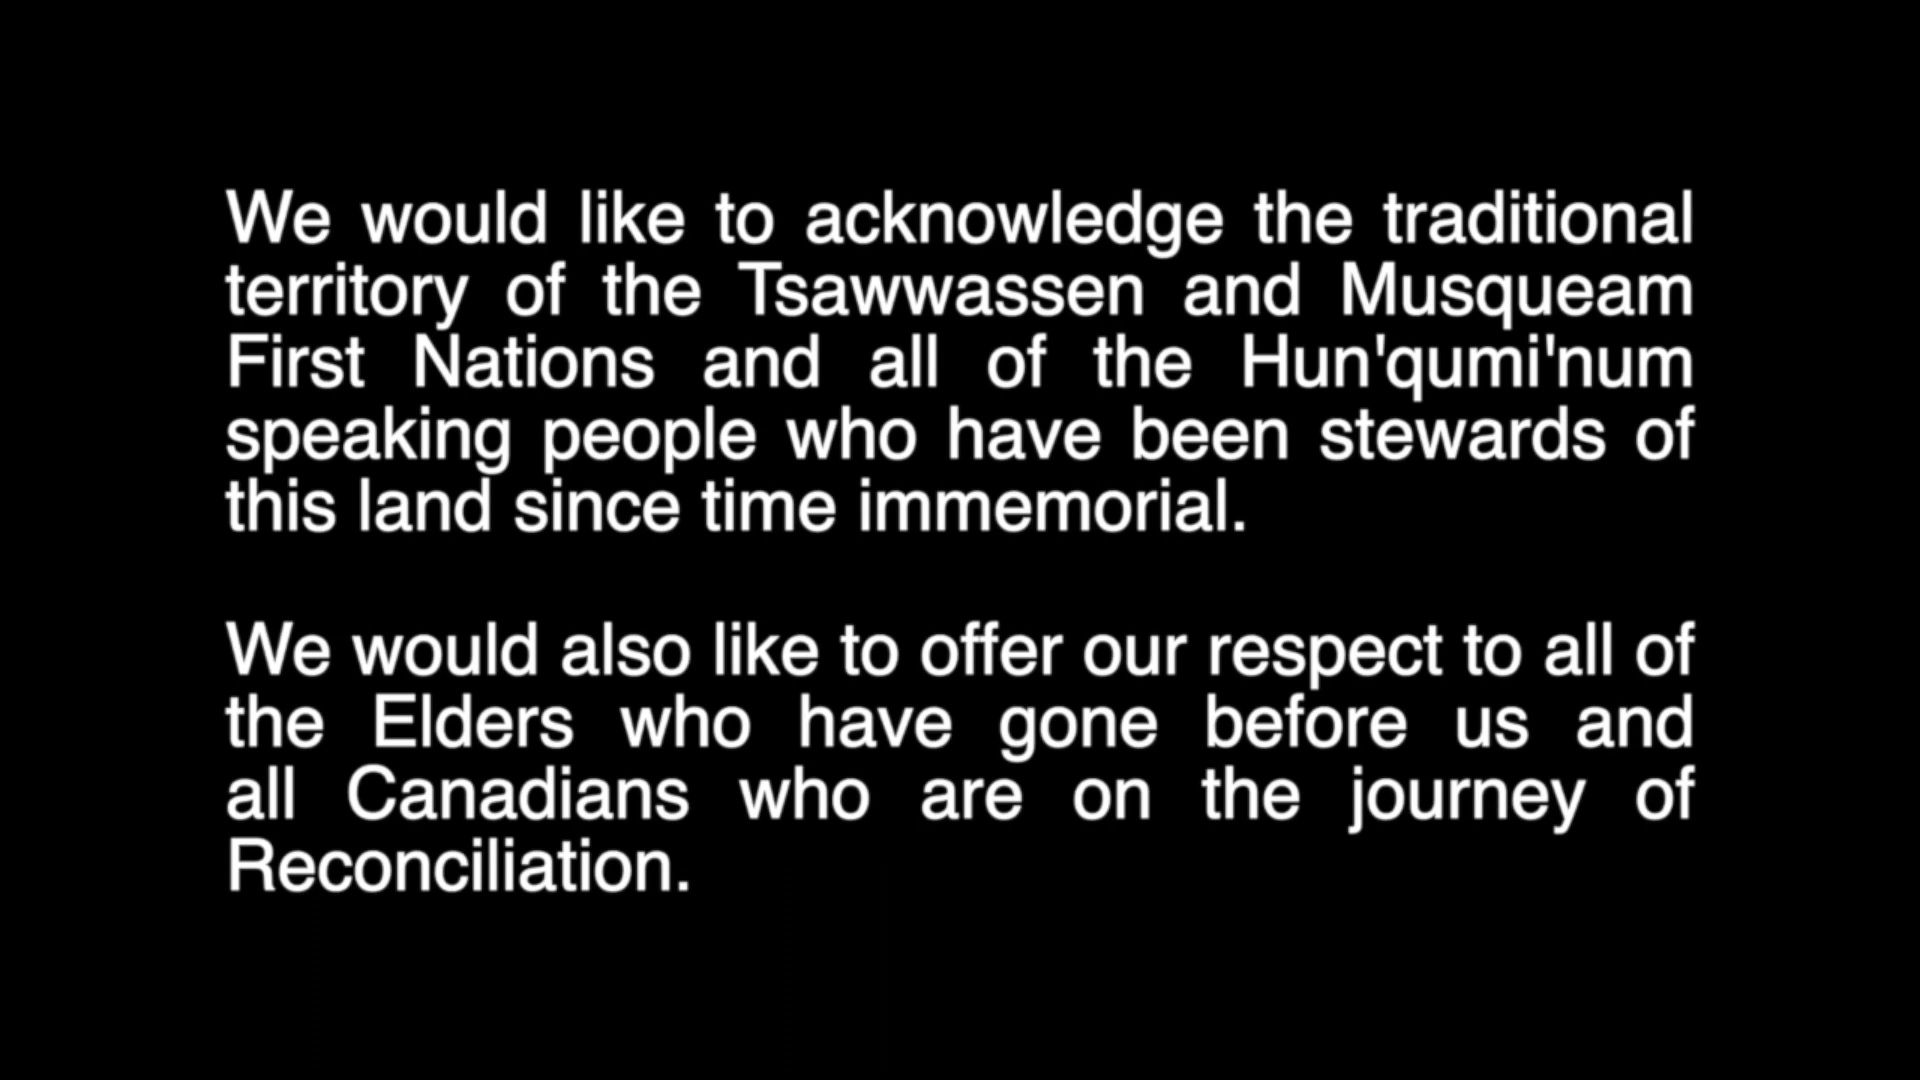 We would like to acknowledge the traditional
territory of the Tsawwassen and Musqueam
First Nations and all of the Hun'qumi'num
speaking people who have been stewards of
this land since time immemorial.
We would also like to offer our respect to all of
the Elders who have gone before us and
all Canadians who are on the journey of
Reconciliation.